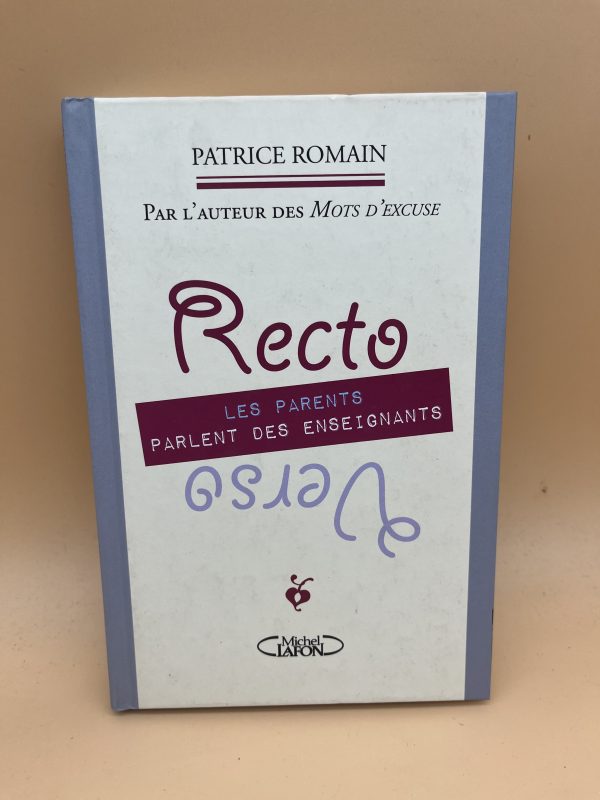 PATRICE ROMAIN
PAR L'AUTEUR DES MOTS D'EXCUSE
Recto
LES PARENTS
PARLENT DES ENSEIGNANTS
Verso
Michel
LAFON